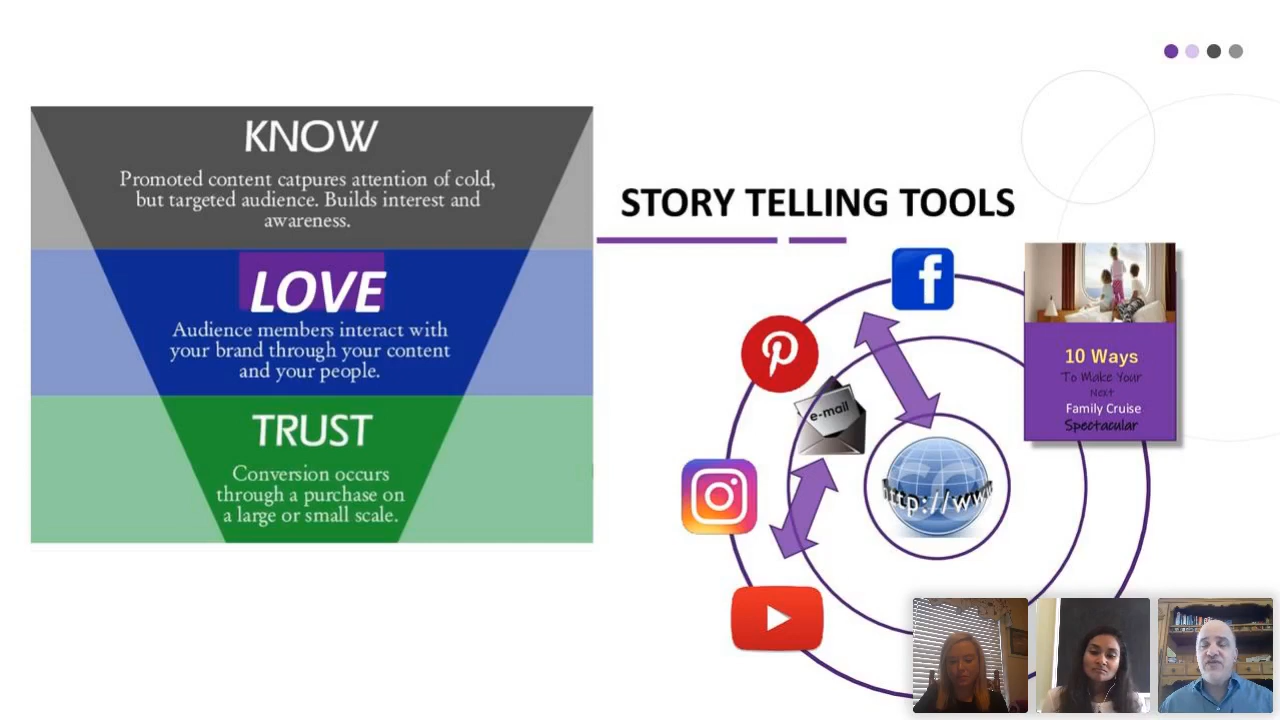 KNOW
Promoted content catpures attention of cold,
but targeted audience. Builds interest and
awareness.
LOVE
Audience members interact with
your brand through your content
and your people.
TRUST
Conversion occurs
through a purchase on
a large or small scale.
STORY TELLING TOOLS
f
e-mail
http://www
10 Ways
To Make Your
Next
Family Cruise
Spectacular